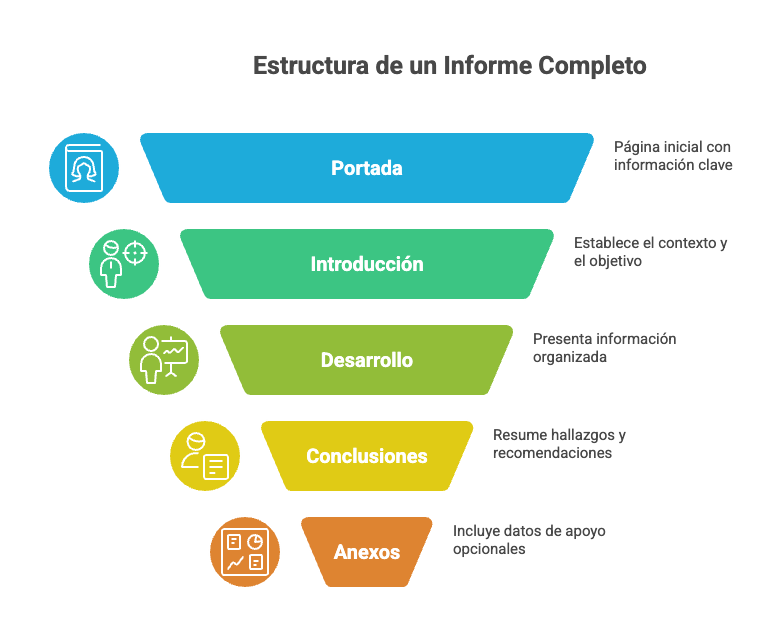 Estructura de un Informe Completo
Portada
Página inicial con
información clave
Introducción
Establece el contexto y
el objetivo
Desarrollo
Presenta información
organizada
Conclusiones
Resume hallazgos y
recomendaciones
Anexos
Incluye datos de apoyo
opcionales